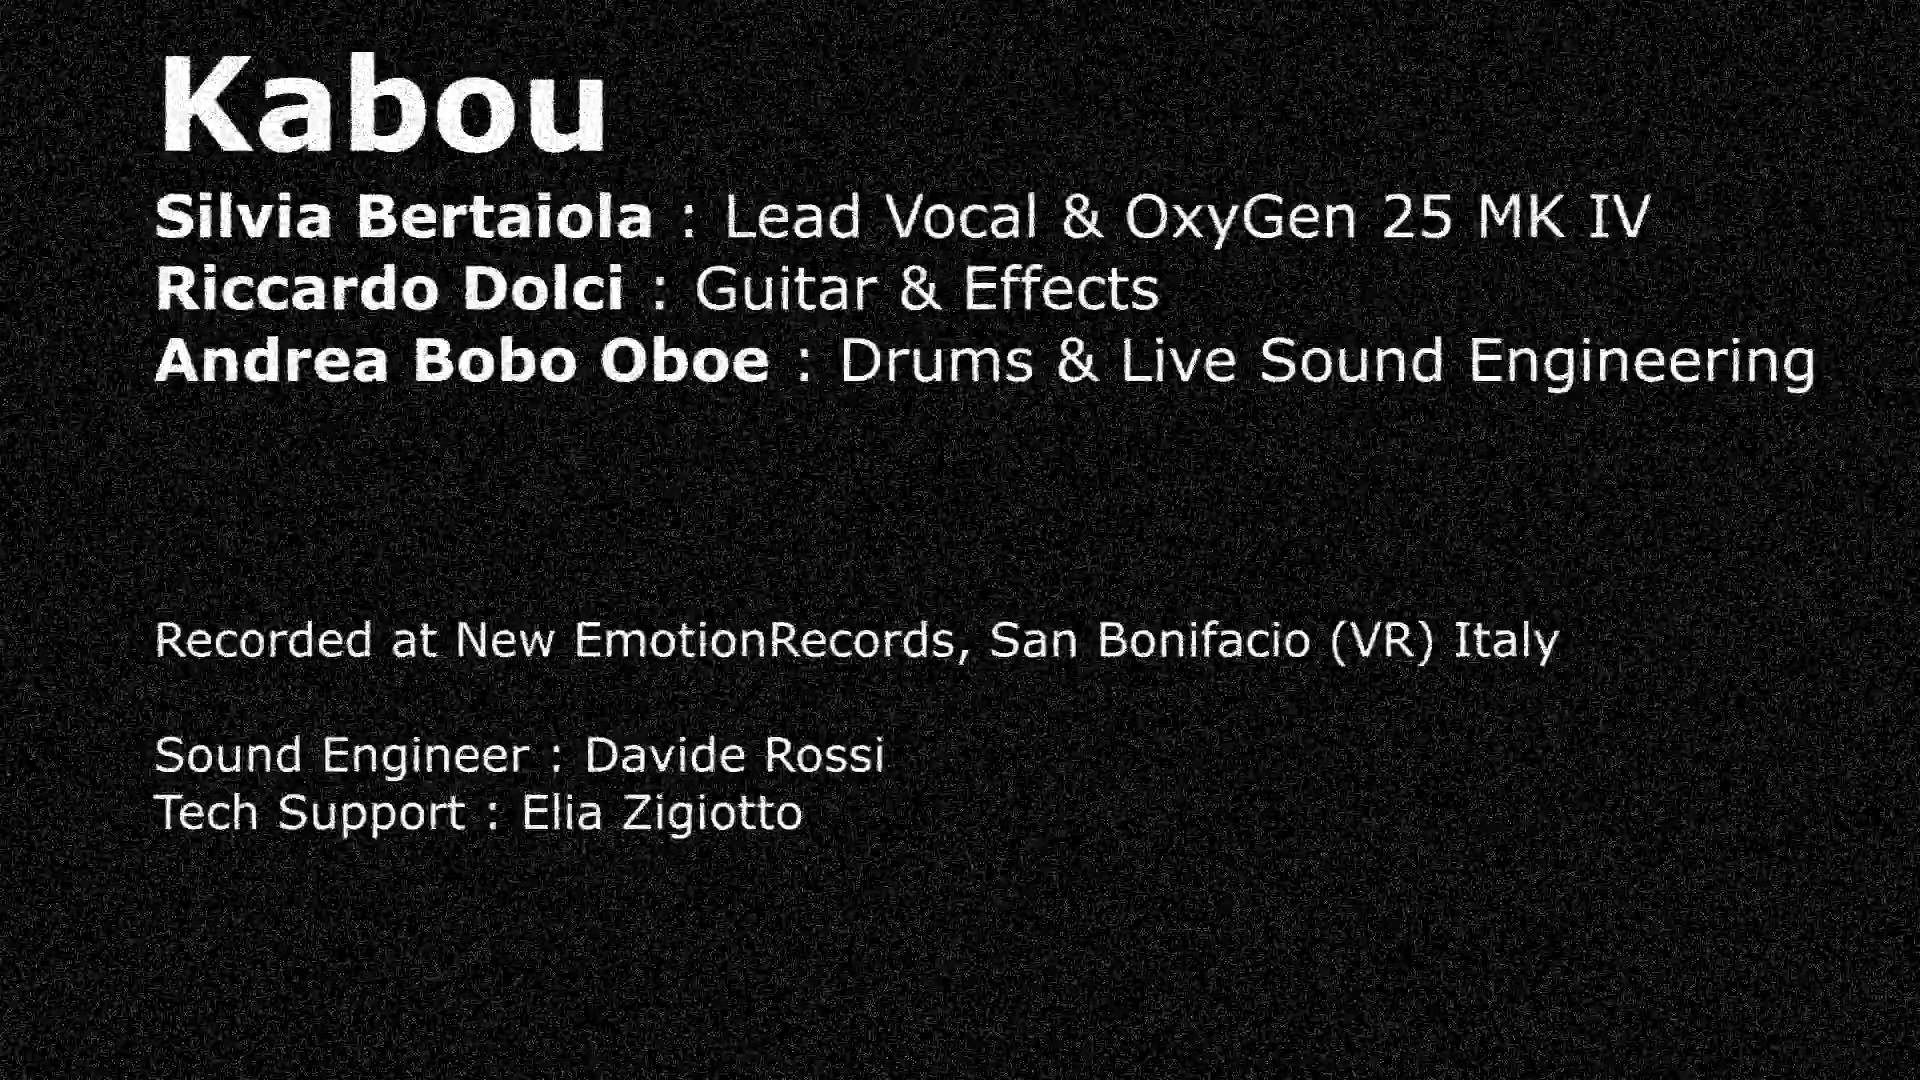 Kabou
Silvia Bertaiola : Lead Vocal & OxyGen 25 MK IV
Riccardo Dolci : Guitar & Effects
Andrea Bobo Oboe : Drums & Live Sound Engineering
Recorded at New EmotionRecords, San Bonifacio (VR) Italy
Sound Engineer : Davide Rossi
Tech Support : Elia Zigiotto